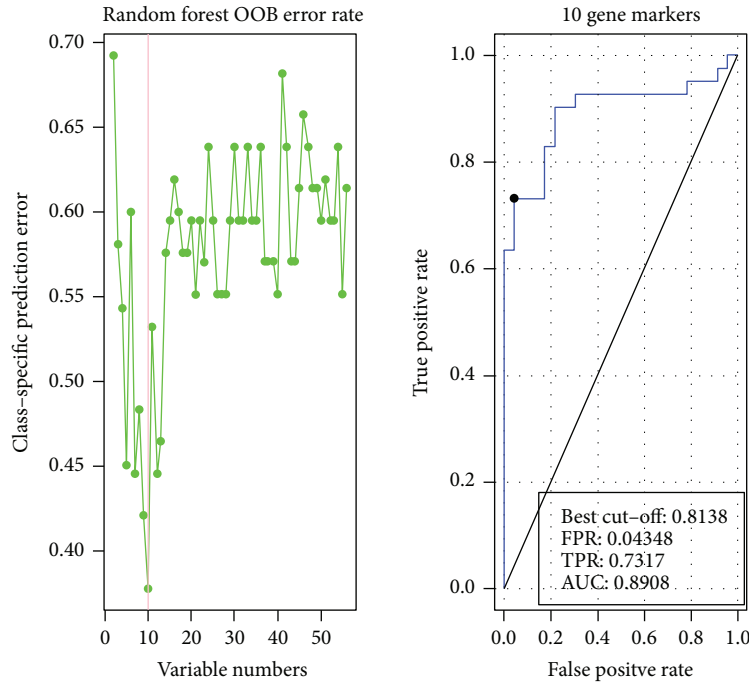 Random forest OOB error rate
0.70
0.65
0.60
0.55
0.50
0.45
0.40
Class–specific prediction error
0 10 20 30 40 50
Variable numbers
10 gene markers
1.0
0.8
0.6
0.4
0.2
0.0
True positive rate
Best cut–off: 0.8138
FPR: 0.04348
TPR: 0.7317
AUC: 0.8908
0.0 0.2 0.4 0.6 0.8 1.0
False positve rate